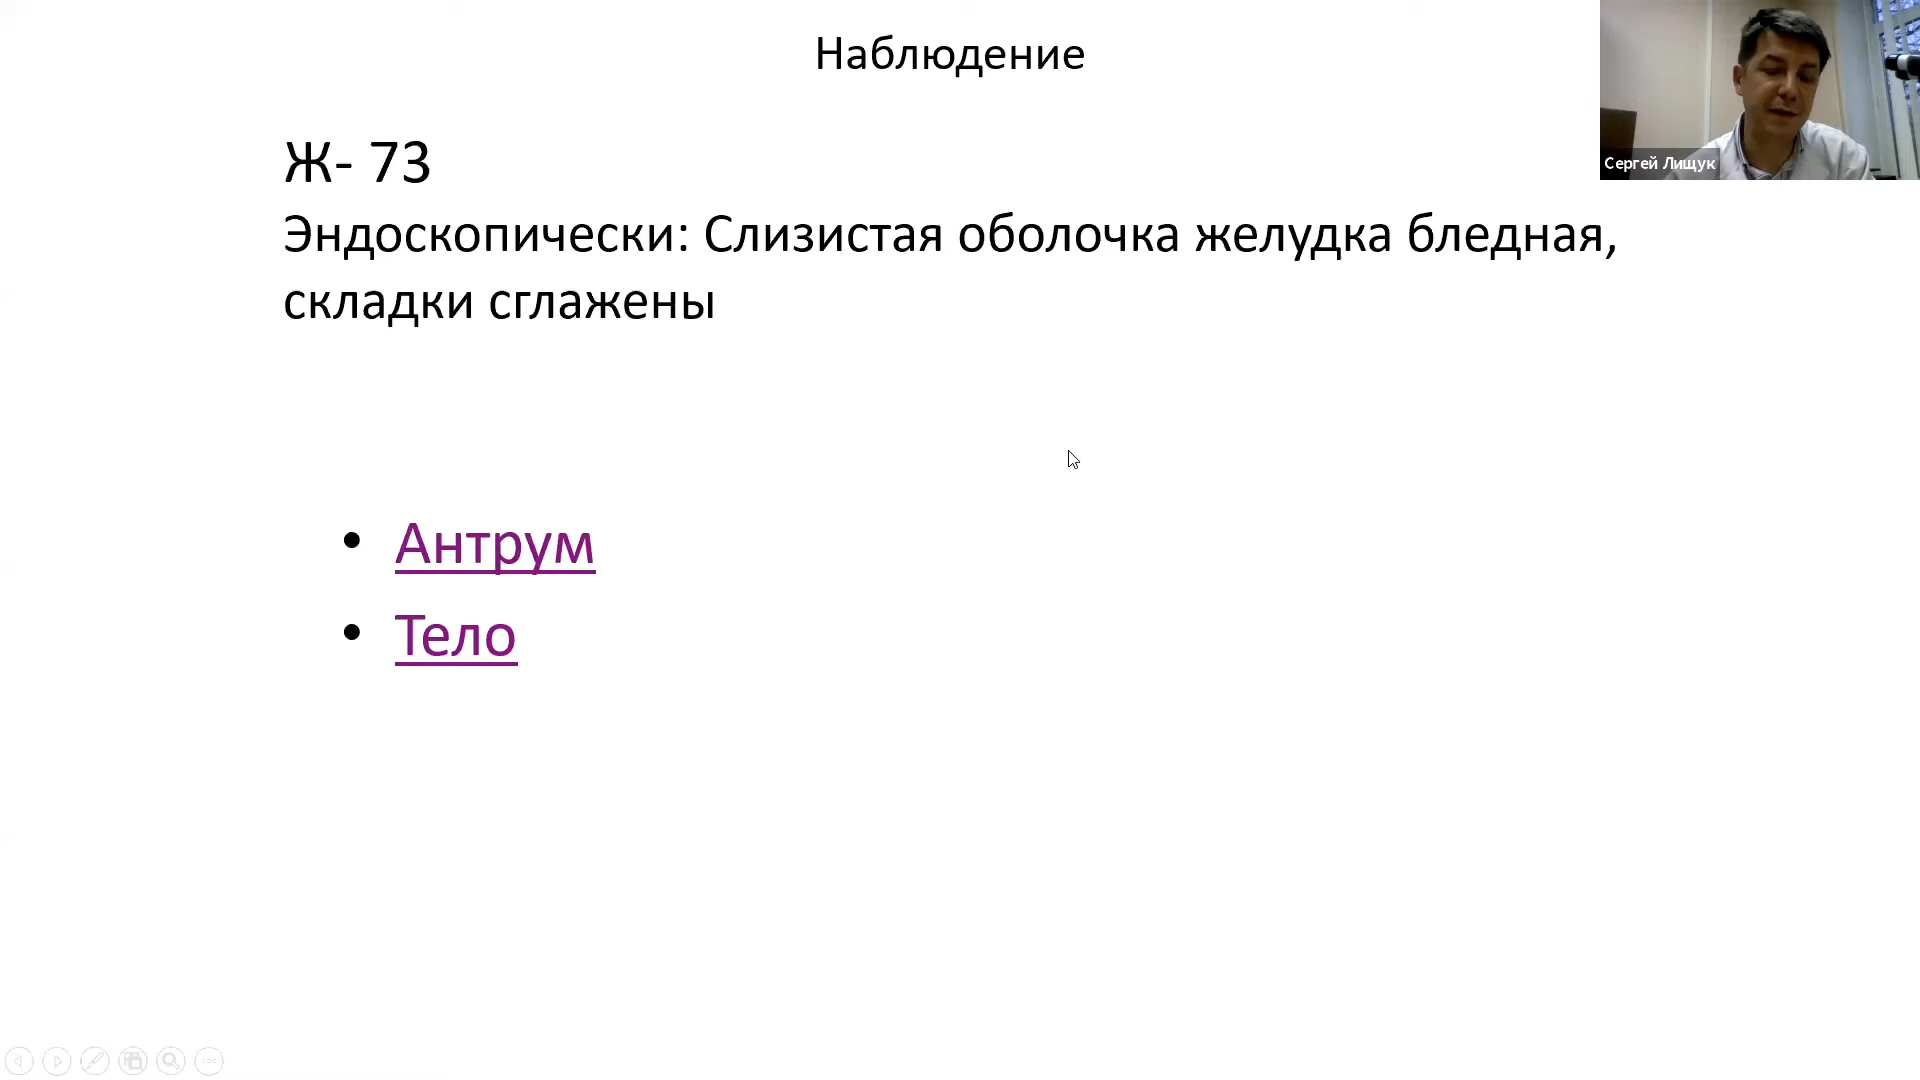 Наблюдение
Сергей Лищук
Ж- 73
Эндоскопически: Слизистая оболочка желудка бледная,
складки сглажены
• Антрум
• Тело